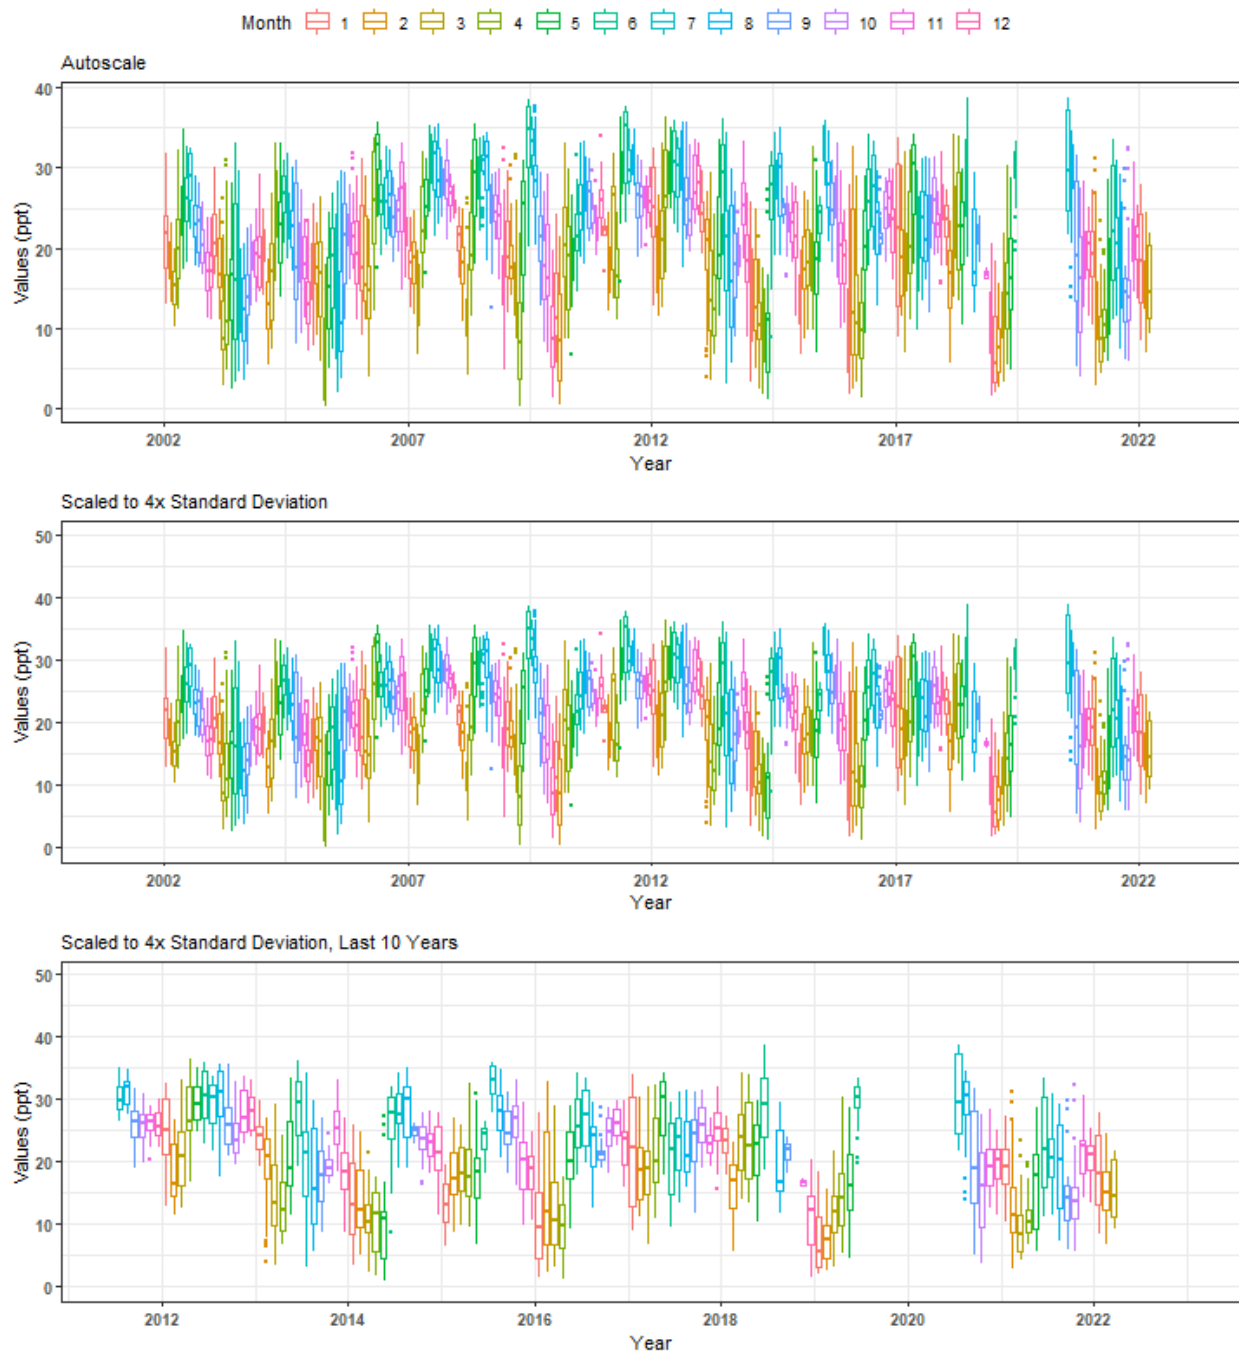 Month 1 2 3 4 5 6 7 8 9 10 11 12
Autoscale
Values (ppt)
40
30
20
10
0
2002 2007 2012 2017 2022
Year
Scaled to 4x Standard Deviation
Values (ppt)
50
40
30
20
10
0
2002 2007 2012 2017 2022
Year
Scaled to 4x Standard Deviation, Last 10 Years
Values (ppt)
50
40
30
20
10
0
2012 2014 2016 2018 2020 2022
Year